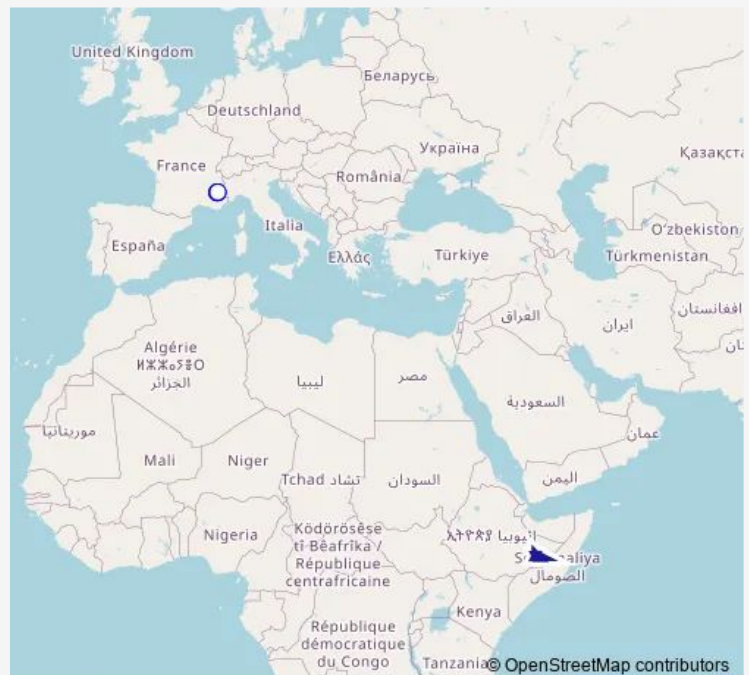 United Kingdom
Беларусь
Deutschland
Україна
France
Қазақста
România
Italia
O'zbekiston
España
Ελλάς
Türkiye
Türkmenistan
العراق
ايران
افغانستان
Algérie
ⵍⵣⵣⴰⵢⴻⵔ
الجزائر
ليبيا
مصر
السعودية
عمان
موريتانيا
Mali
Niger
Tchad تشاد
السودان
اليمن
Nigeria
Ködörösêse
tî Bêafrîka /
République
centrafricaine
اثيوبيا
الصومال
Kenya
République
démocratique
du Congo
Tanzania
© OpenStreetMap contributors